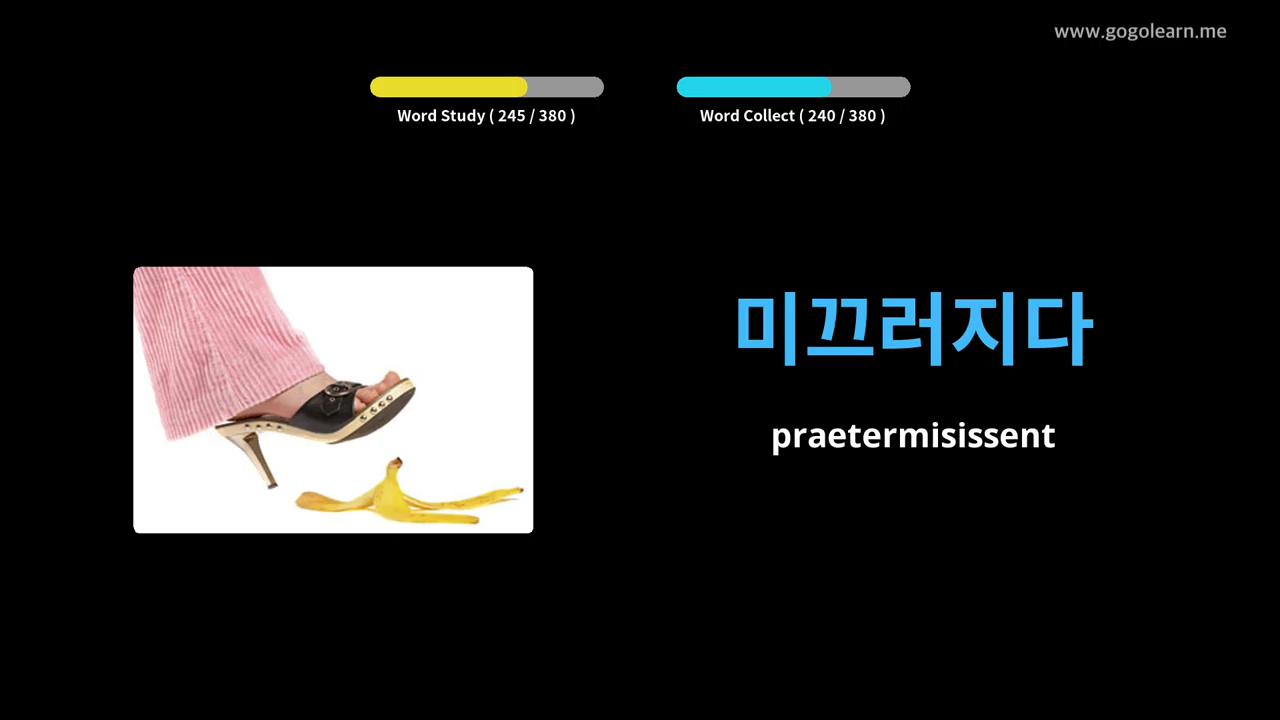 www.gogolearn.me
Word Study ( 245 / 380 )
Word Collect ( 240 / 380 )
미끄러지다
praetermisissent